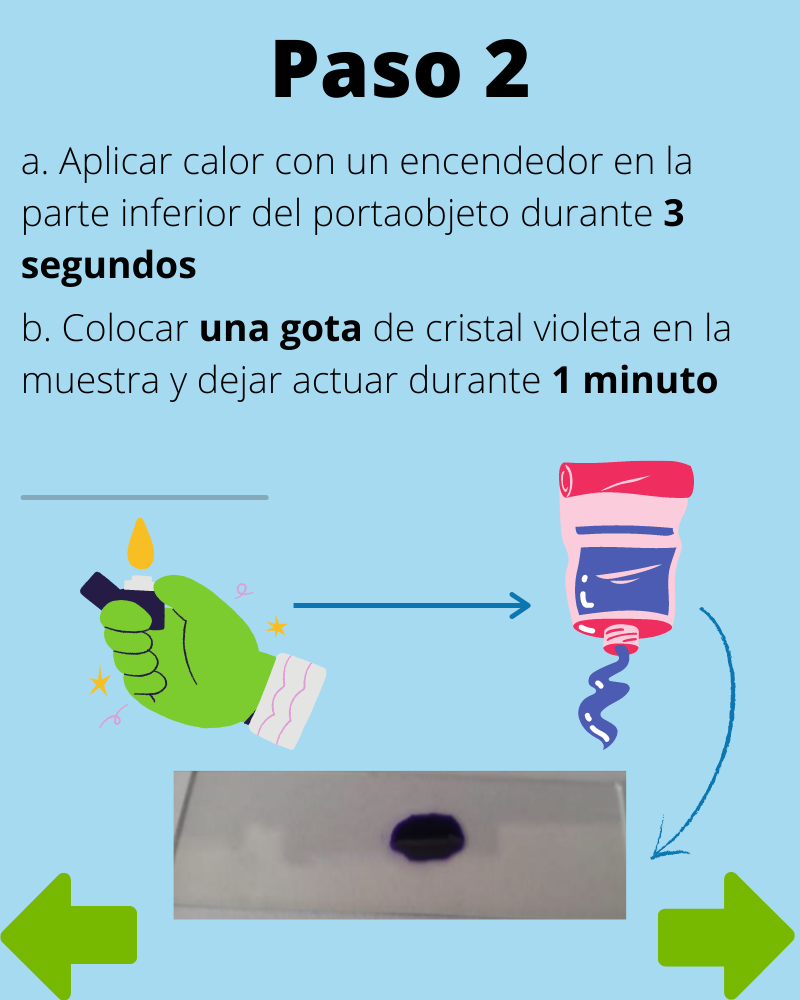 Paso 2
a. Aplicar calor con un encendedor en la
parte inferior del portaobjeto durante 3
segundos
b. Colocar una gota de cristal violeta en la
muestra y dejar actuar durante 1 minuto